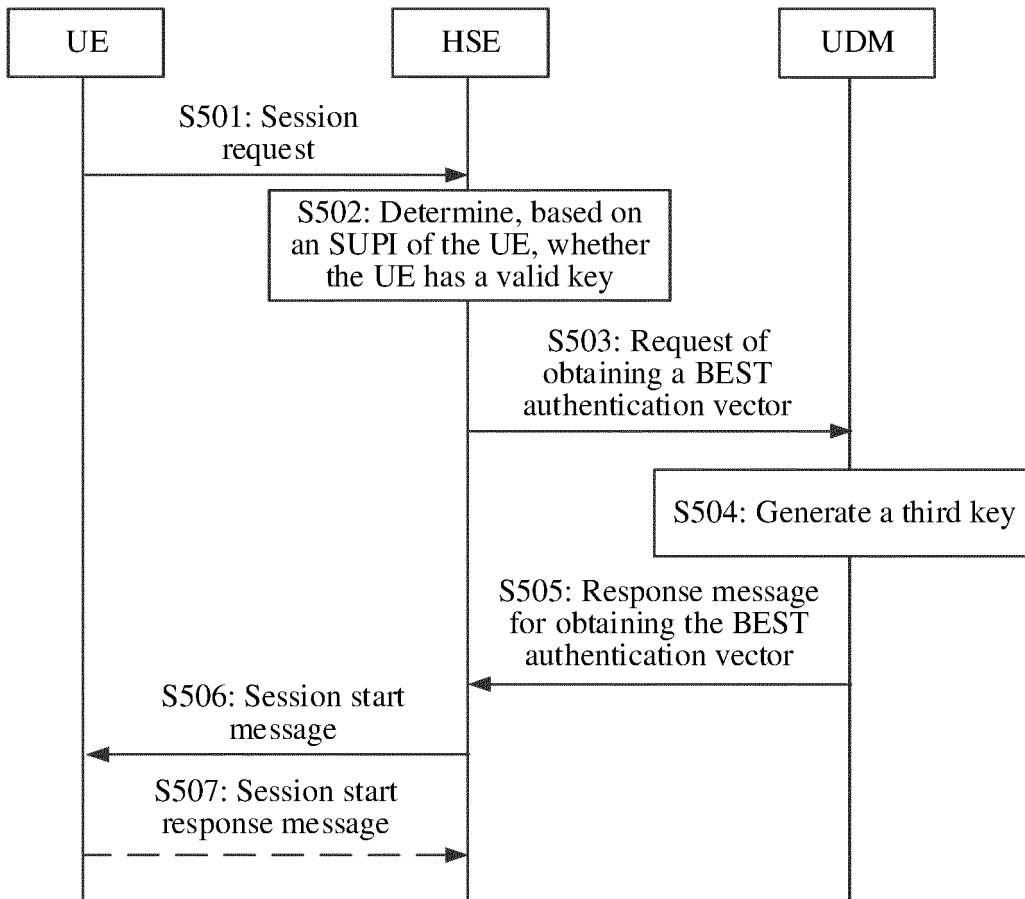 UE
HSE
UDM
S501: Session
request
S502: Determine, based on
an SUPI of the UE, whether
the UE has a valid key
S503: Request of
obtaining a BEST
authentication vector
S504: Generate a third key
S505: Response message
for obtaining the BEST
authentication vector
S506: Session start
message
S507: Session start
response message